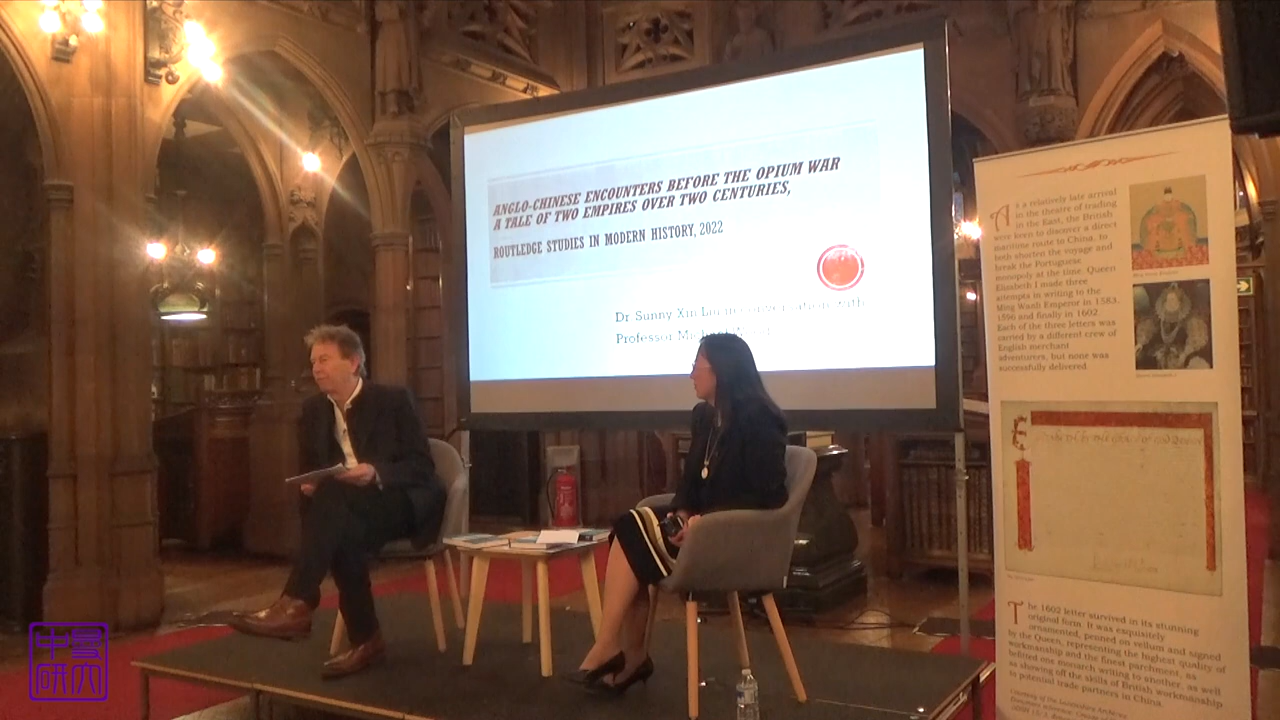 ANGLO-CHINESE ENCOUNTERS BEFORE THE OPIUM WAR
A TALE OF TWO EMPIRES OVER TWO CENTURIES,
ROUTLEDGE STUDIES IN MODERN HISTORY, 2022
Dr Sunny Xin
Professor
As a relatively late arrival
in the theatre of trading
in the East, the British
were keen to discover a direct
maritime route to China, to
both shorten the voyage and
break the Portuguese
monopoly at the time. Queen
Elizabeth I made three
attempts in writing to the
Ming Wanli Emperor in 1583,
1596 and finally in 1602.
Each of the three letters was
carried by a different crew of
English merchant
adventurers, but none was
successfully delivered
The 1602 letter survived in its stunning
original form. It was exquisitely
ornamented, penned on vellum and signed
by the Queen, representing the highest quality of
workmanship and the finest parchment, as
befitted one monarch writing to another, as well
as showing off the skills of British workmanship
to potential trade partners in China.